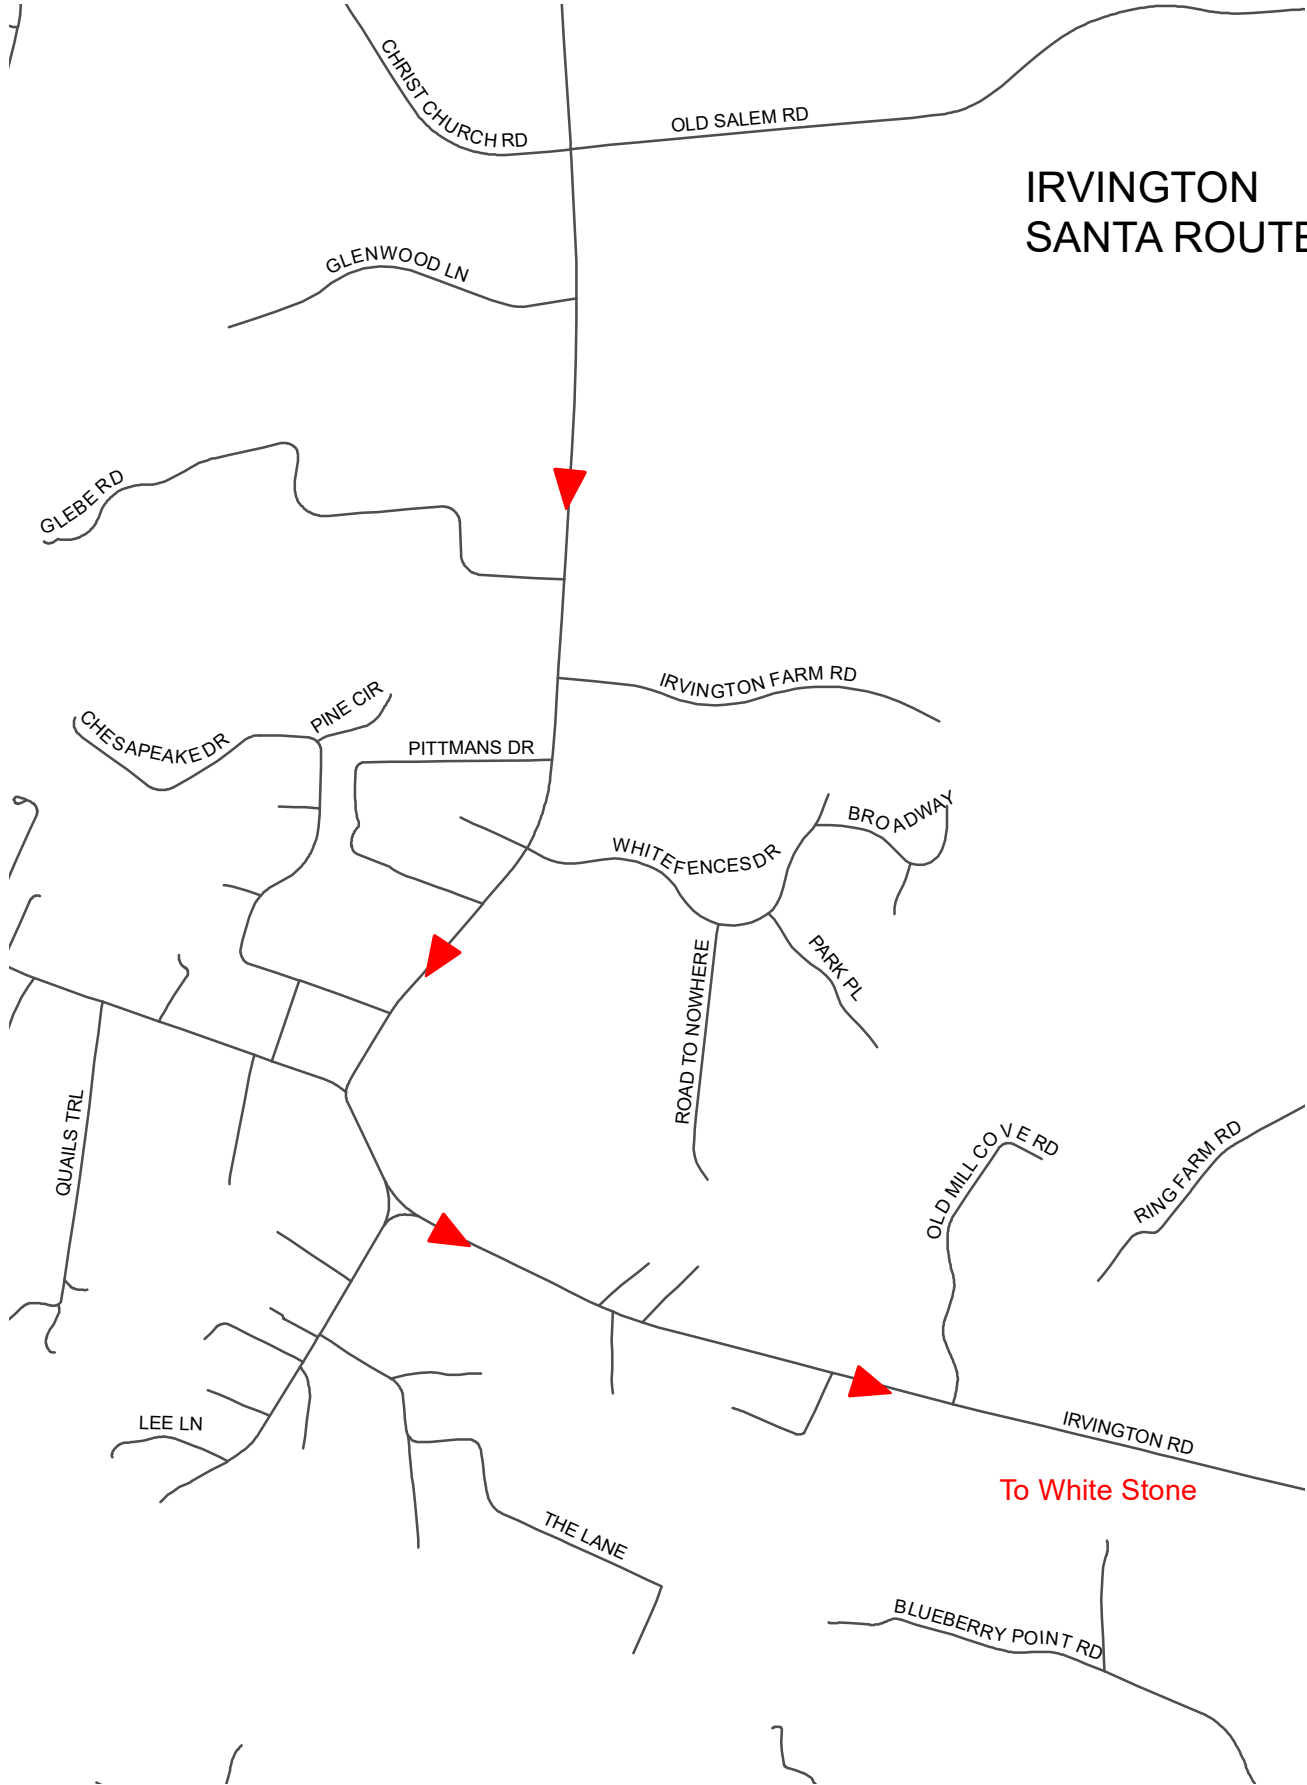 CHRIST CHURCH RD
OLD SALEM RD
IRVINGTON
SANTA ROUTE
GLENWOOD LN
GLEBE RD
IRVINGTON FARM RD
PINE CIR
CHESAPEAKE DR
PITTMANS DR
BROADWAY
WHITE FENCES DR
PARK PL
ROAD TO NOWHERE
QUAILS TRL
OLD MILL COVE RD
RING FARM RD
LEE LN
IRVINGTON RD
To White Stone
THE LANE
BLUEBERRY POINT RD